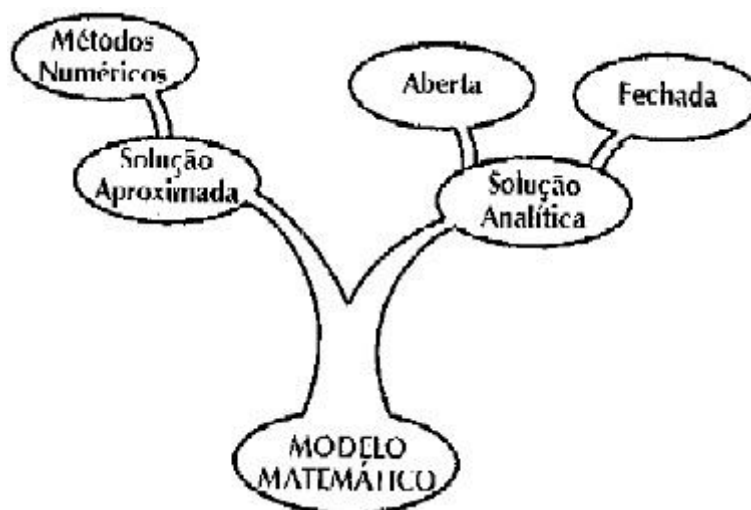 Métodos
Numéricos
Aberta
Fechada
Solução
Aproximada
Solução
Analítica
MODELO
MATEMÁTICO